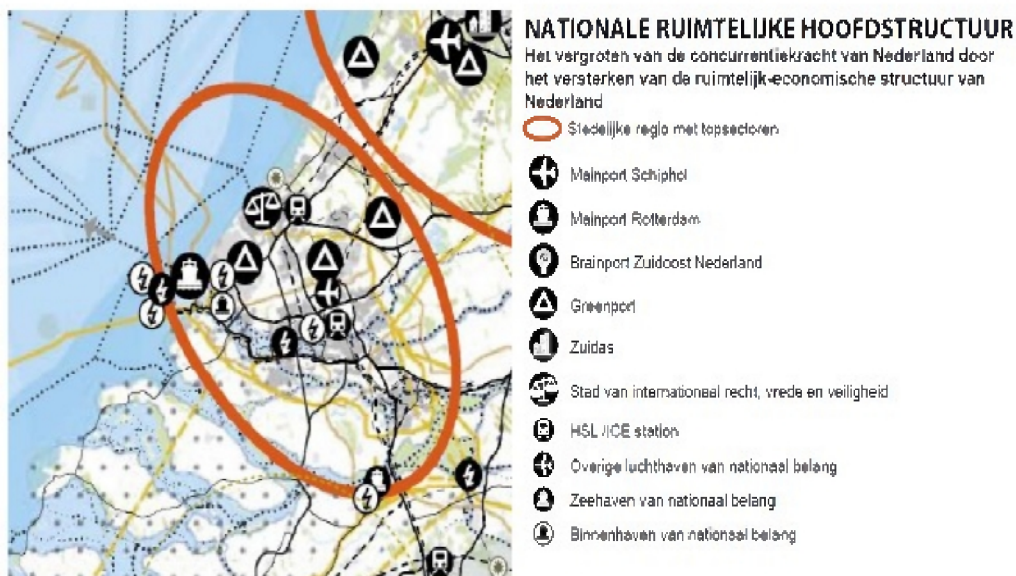 NATIONALE RUIMTELIJKE HOOFDSTRUCTUUR
Het vergroten van de concurrentiekracht van Nederland door
het versterken van de ruimtelijk-economische structuur van
Nederland
Stedelijke regio met topsectoren
Mainport Schiphol
Mainport Rotterdam
Brainport Zuidoost Nederland
Greenport
Zuidas
Stad van internationaal recht, vrede en veiligheid
HSL /ICE station
Overige luchthaven van nationaal belang
Zeehaven van nationaal belang
Binnenhaven van nationaal belang